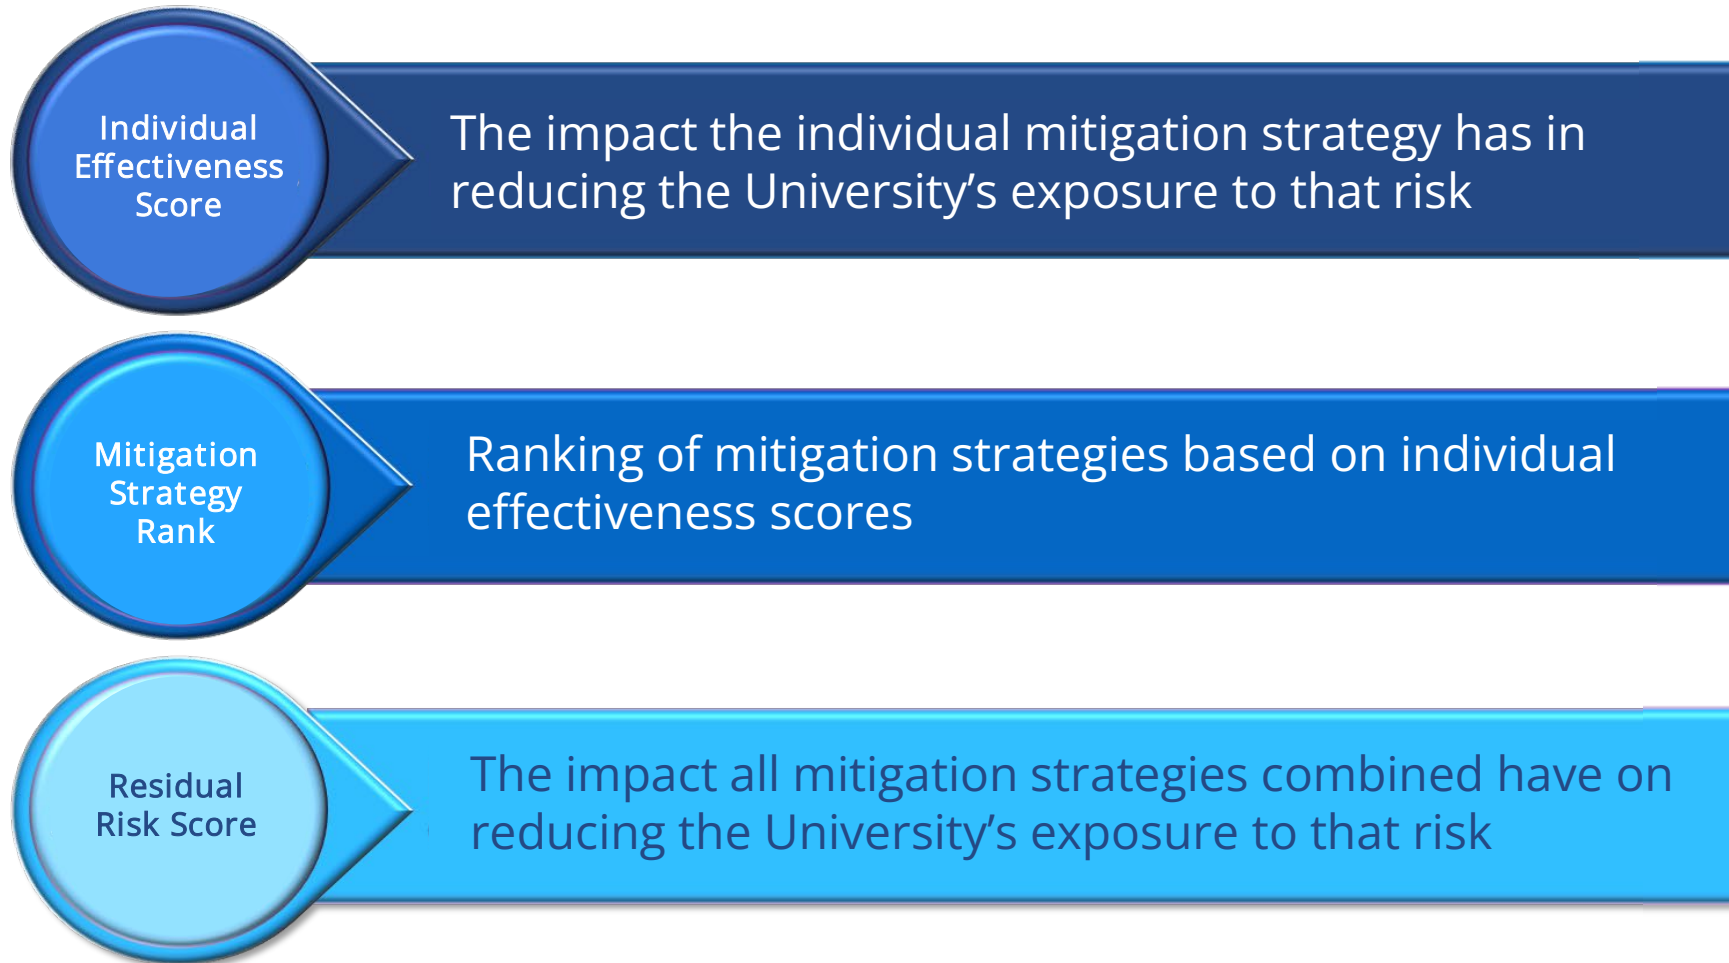 Individual
Effectiveness
Score
The impact the individual mitigation strategy has in
reducing the University’s exposure to that risk
Mitigation
Strategy
Rank
Ranking of mitigation strategies based on individual
effectiveness scores
Residual
Risk Score
The impact all mitigation strategies combined have on
reducing the University’s exposure to that risk